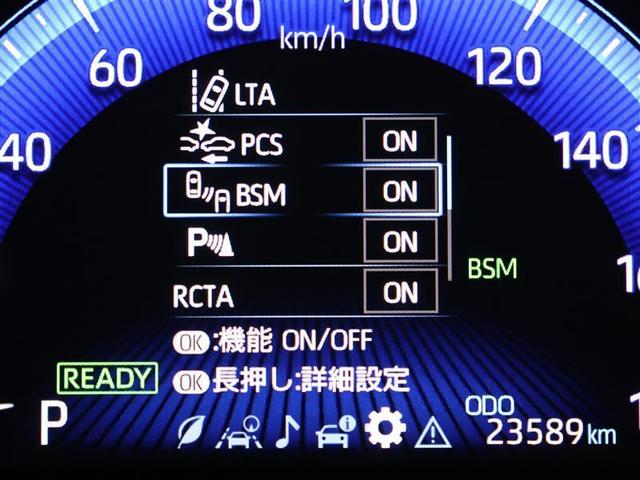 80 100
km/h
60 120
LTA
40 140
PCS ON
BSM ON
P ON
BSM
RCTA ON
OK:機能 ON/OFF
READY OK長押し:詳細設定
P ODO
23589km